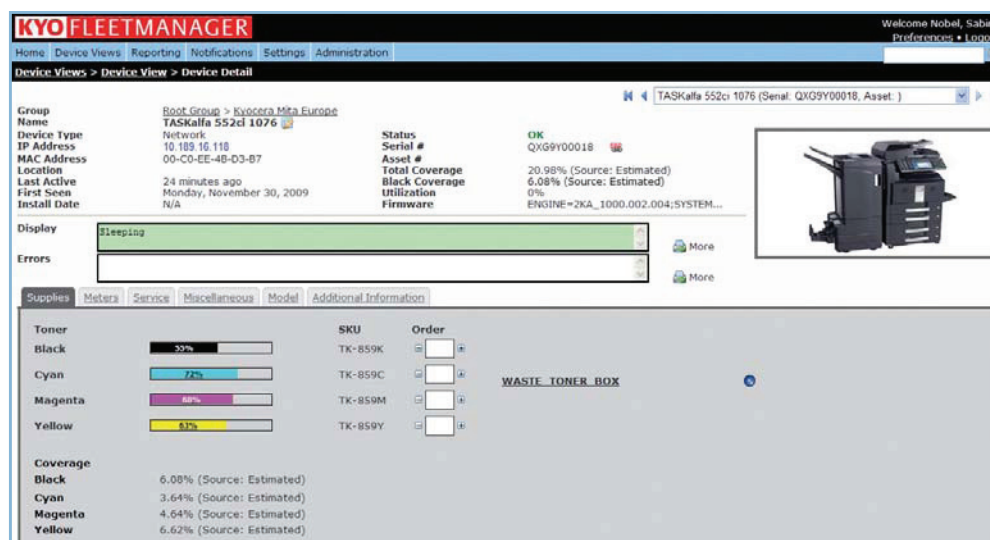 KYOFLEETMANAGER
Welcome Nobel, Sabi
Preferences • Logo
Home Device Views Reporting Notifications Settings Administration
Device Views > Device View > Device Detail
TASKalfa 552ci 1076 (Serial: QXG9Y00018, Asset: )
Group Root Group > Kyocera Mita Europe
Name TASKalfa 552ci 1076
Device Type Network Status OK
IP Address 10.189.16.118 Serial # QXG9Y00018
MAC Address 00-C0-EE-4B-D3-B7 Asset #
Location Total Coverage 20.98% (Source: Estimated)
Last Active 24 minutes ago Black Coverage 6.08% (Source: Estimated)
First Seen Monday, November 30, 2009 Utilization 0%
Install Date N/A Firmware ENGINE=2KA_1000.002.004;SYSTEM...
Display Sleeping
More
Errors
More
Supplies Meters Service Miscellaneous Model Additional Information
Toner SKU Order
Black 55% TK-859K
Cyan 72% TK-859C WASTE TONER BOX
Magenta 68% TK-859M
Yellow 63% TK-859Y
Coverage
Black 6.08% (Source: Estimated)
Cyan 3.64% (Source: Estimated)
Magenta 4.64% (Source: Estimated)
Yellow 6.62% (Source: Estimated)